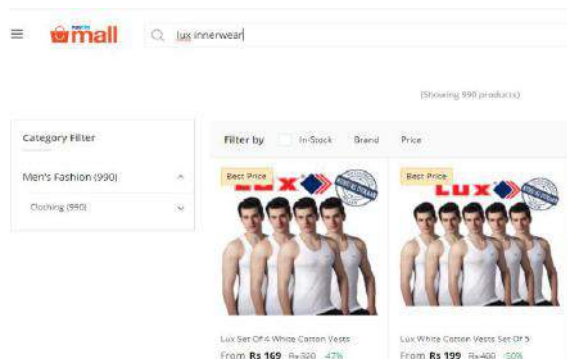 paytm
mall
lux innerwear
(Showing 990 products)
Category Filter
Filter by In-Stock Brand Price
Men's Fashion (990)
Clothing (990)
Best Price
LUX
Best Price
LUX
Lux Set Of 4 White Cotton Vests
From Rs 169 Rs 320 -47%
Lux White Cotton Vests Set Of 5
From Rs 199 Rs 400 -50%